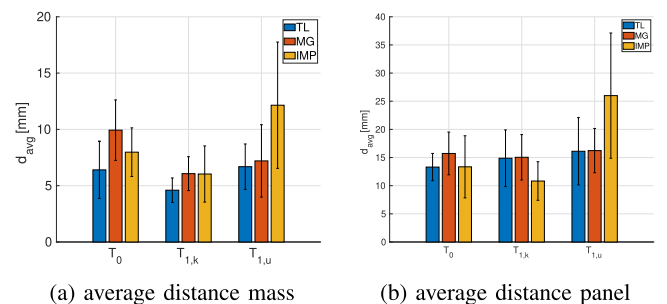 20
15
10
5
0
d_avg [mm]
TL
MG
IMP
T_0
T_1,k
T_1,u
(a) average distance mass
40
35
30
25
20
15
10
5
0
d_avg [mm]
TL
MG
IMP
T_0
T_1,k
T_1,u
(b) average distance panel